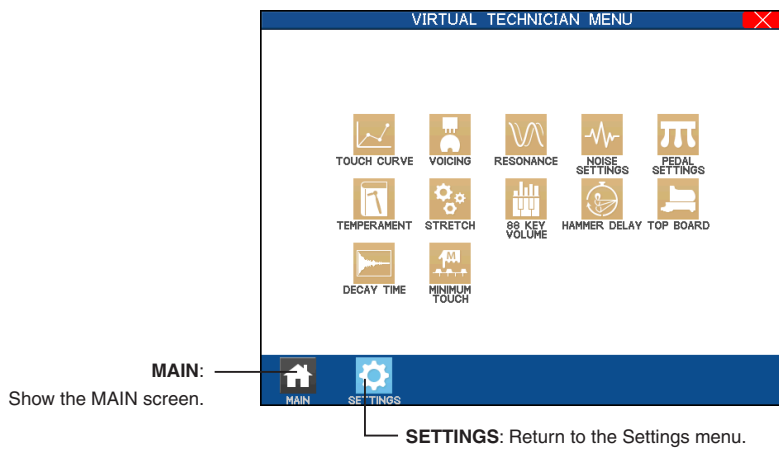 VIRTUAL TECHNICIAN MENU
TOUCH CURVE
VOICING
RESONANCE
NOISE
SETTINGS
PEDAL
SETTINGS
TEMPERAMENT
STRETCH
88 KEY
VOLUME
HAMMER DELAY
TOP BOARD
DECAY TIME
M
MINIMUM
TOUCH
MAIN:
Show the MAIN screen.
MAIN
SETTINGS
SETTINGS: Return to the Settings menu.